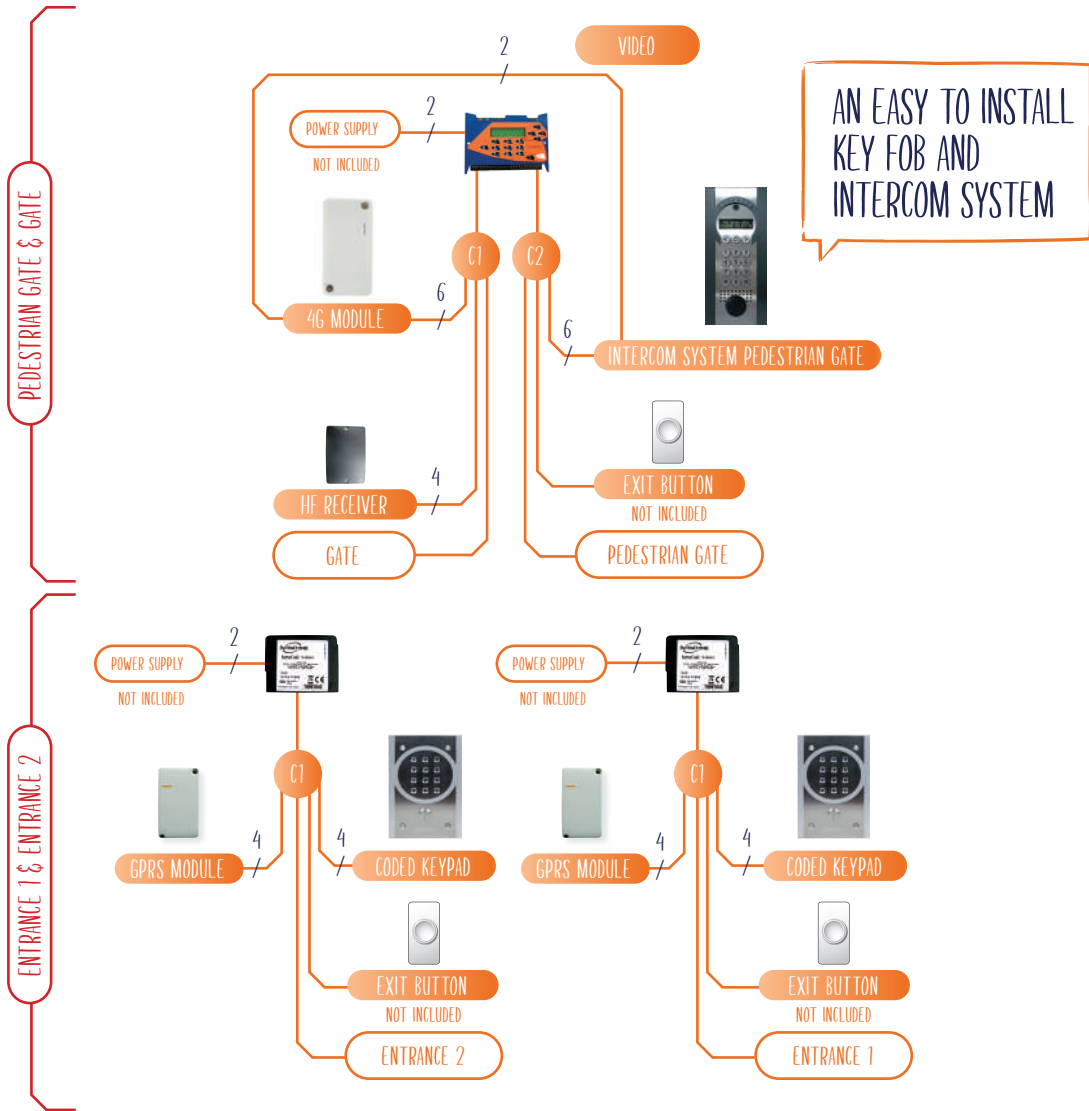 2
VIDEO
AN EASY TO INSTALL
KEY FOB AND
INTERCOM SYSTEM
POWER SUPPLY
2
NOT INCLUDED
PEDESTRIAN GATE & GATE
C1
C2
6
4G MODULE
6
INTERCOM SYSTEM PEDESTRIAN GATE
HF RECEIVER
4
EXIT BUTTON
NOT INCLUDED
GATE
PEDESTRIAN GATE
ENTRANCE 1 & ENTRANCE 2
POWER SUPPLY
2
NOT INCLUDED
C1
GPRS MODULE
4
4
CODED KEYPAD
EXIT BUTTON
NOT INCLUDED
ENTRANCE 2
POWER SUPPLY
2
NOT INCLUDED
C1
GPRS MODULE
4
4
CODED KEYPAD
EXIT BUTTON
NOT INCLUDED
ENTRANCE 1